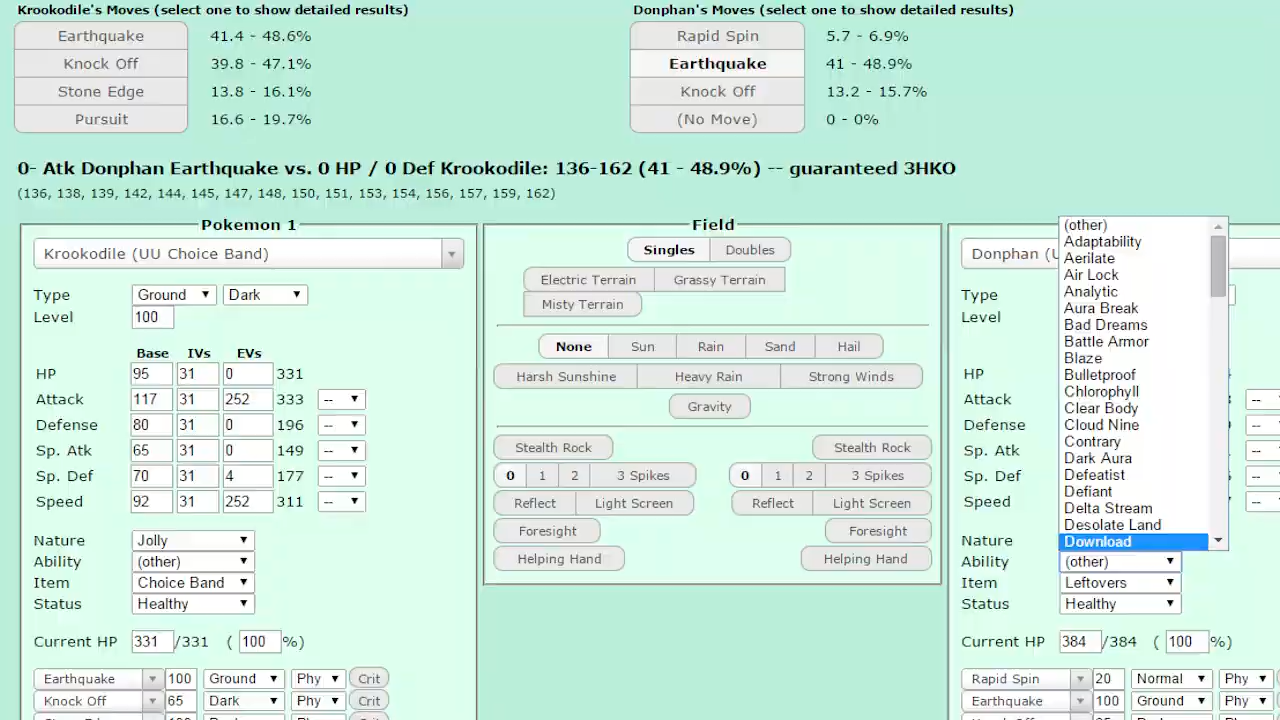 Krookodile's Moves (select one to show detailed results)
Earthquake 41.4 - 48.6%
Knock Off 39.8 - 47.1%
Stone Edge 13.8 - 16.1%
Pursuit 16.6 - 19.7%
Donphan's Moves (select one to show detailed results)
Rapid Spin 5.7 - 6.9%
Earthquake 41 - 48.9%
Knock Off 13.2 - 15.7%
(No Move) 0 - 0%
0- Atk Donphan Earthquake vs. 0 HP / 0 Def Krookodile: 136-162 (41 - 48.9%) -- guaranteed 3HKO
(136, 138, 139, 142, 144, 145, 147, 148, 150, 151, 153, 154, 156, 157, 159, 162)
Pokemon 1
Krookodile (UU Choice Band)
Type Ground Dark
Level 100
Base IVs EVs
HP 95 31 0 331
Attack 117 31 252 333 --
Defense 80 31 0 196 --
Sp. Atk 65 31 0 149 --
Sp. Def 70 31 4 177 --
Speed 92 31 252 311 --
Nature Jolly
Ability (other)
Item Choice Band
Status Healthy
Current HP 331/331 ( 100 %)
Earthquake 100 Ground Phy Crit
Knock Off 65 Dark Phy Crit
Field
Singles Doubles
Electric Terrain Grassy Terrain
Misty Terrain
None Sun Rain Sand Hail
Harsh Sunshine Heavy Rain Strong Winds
Gravity
Stealth Rock Stealth Rock
0 1 2 3 Spikes 0 1 2 3 Spikes
Reflect Light Screen Reflect Light Screen
Foresight Foresight
Helping Hand Helping Hand
Donphan (U
Type
Level
HP
Attack --
Defense --
Sp. Atk --
Sp. Def --
Speed --
(other)
Adaptability
Aerilate
Air Lock
Analytic
Aura Break
Bad Dreams
Battle Armor
Blaze
Bulletproof
Chlorophyll
Clear Body
Cloud Nine
Contrary
Dark Aura
Defeatist
Defiant
Delta Stream
Desolate Land
Download
Nature
Ability (other)
Item Leftovers
Status Healthy
Current HP 384/384 ( 100 %)
Rapid Spin 20 Normal Phy
Earthquake 100 Ground Phy